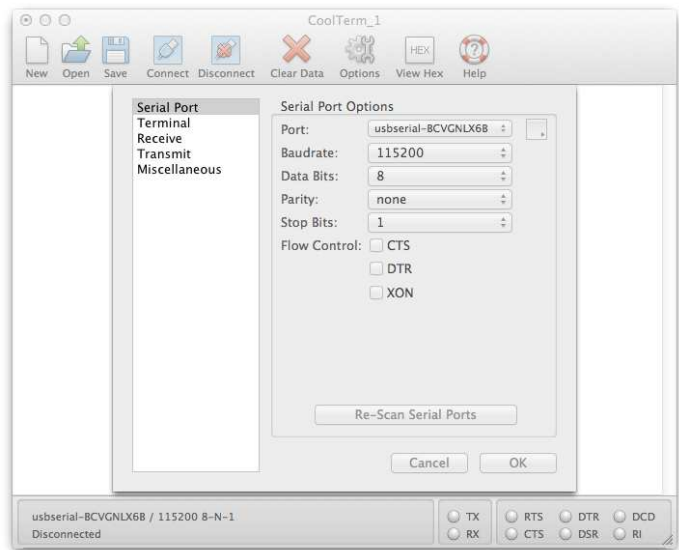 CoolTerm_1
New Open Save Connect Disconnect Clear Data Options View Hex Help
HEX
Serial Port
Terminal
Receive
Transmit
Miscellaneous
Serial Port Options
Port: usbserial-BCVGNLX6B
Baudrate: 115200
Data Bits: 8
Parity: none
Stop Bits: 1
Flow Control: CTS
DTR
XON
Re-Scan Serial Ports
Cancel OK
usbserial-BCVGNLX6B / 115200 8-N-1
Disconnected
TX RTS DTR DCD
RX CTS DSR RI